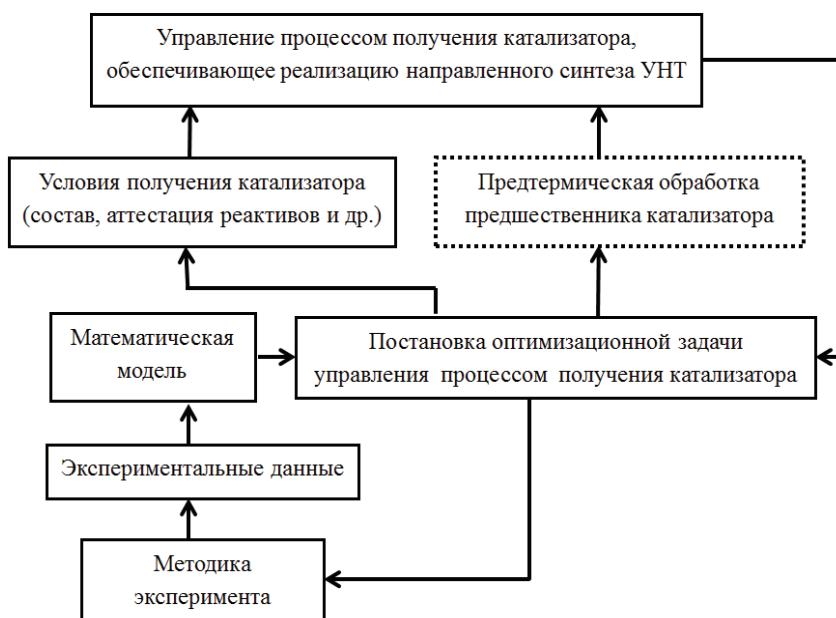 Управление процессом получения катализатора,
обеспечивающее реализацию направленного синтеза УНТ
Условия получения катализатора
(состав, аттестация реактивов и др.)
Предтермическая обработка
предшественника катализатора
Математическая
модель
Постановка оптимизационной задачи
управления процессом получения катализатора
Экспериментальные данные
Методика
эксперимента